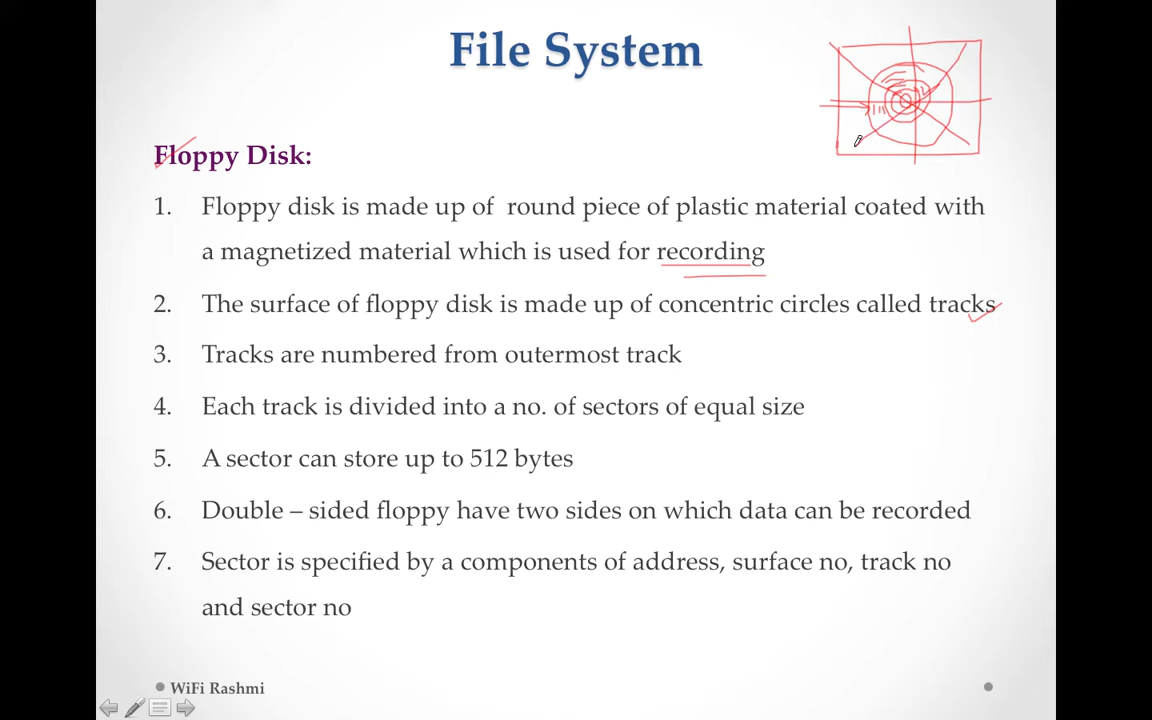 File System
Floppy Disk:
1. Floppy disk is made up of round piece of plastic material coated with
a magnetized material which is used for recording
2. The surface of floppy disk is made up of concentric circles called tracks
3. Tracks are numbered from outermost track
4. Each track is divided into a no. of sectors of equal size
5. A sector can store up to 512 bytes
6. Double – sided floppy have two sides on which data can be recorded
7. Sector is specified by a components of address, surface no, track no
and sector no
WiFi Rashmi